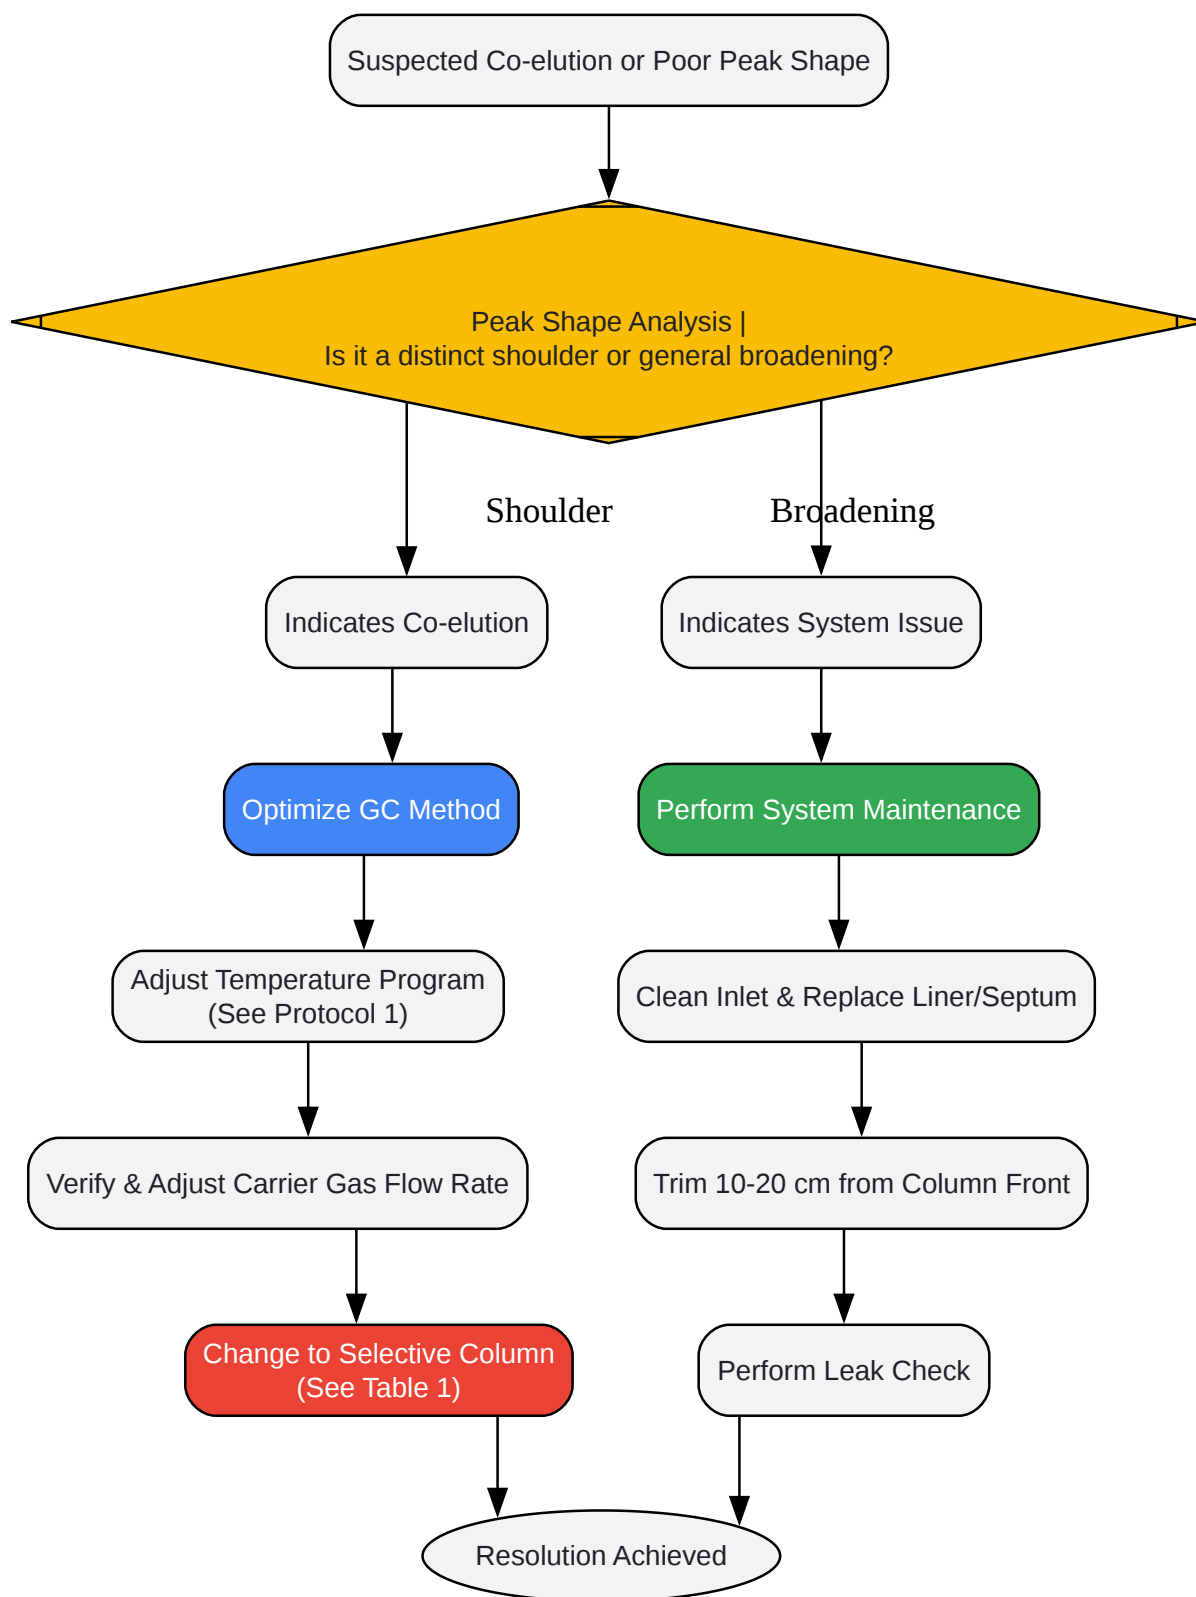 Suspected Co-elution or Poor Peak Shape
Peak Shape Analysis |
Is it a distinct shoulder or general broadening?
Shoulder
Broadening
Indicates Co-elution
Indicates System Issue
Optimize GC Method
Perform System Maintenance
Adjust Temperature Program
(See Protocol 1)
Clean Inlet & Replace Liner/Septum
Verify & Adjust Carrier Gas Flow Rate
Trim 10-20 cm from Column Front
Change to Selective Column
(See Table 1)
Perform Leak Check
Resolution Achieved